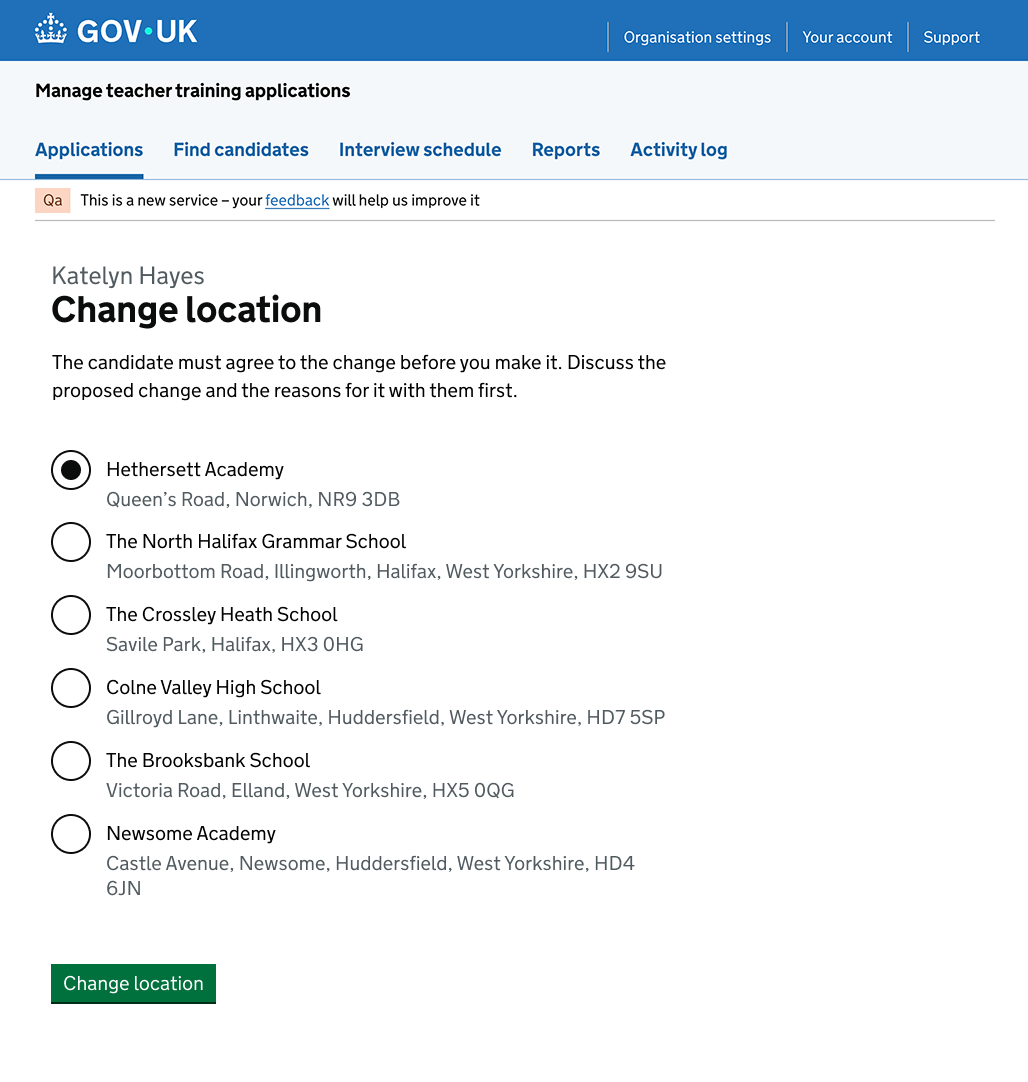 GOV•UK
Organisation settings
Your account
Support
Manage teacher training applications
Applications
Find candidates
Interview schedule
Reports
Activity log
Qa
This is a new service – your feedback will help us improve it
Katelyn Hayes
Change location
The candidate must agree to the change before you make it. Discuss the
proposed change and the reasons for it with them first.
Hethersett Academy
Queen’s Road, Norwich, NR9 3DB
The North Halifax Grammar School
Moorbottom Road, Illingworth, Halifax, West Yorkshire, HX2 9SU
The Crossley Heath School
Savile Park, Halifax, HX3 0HG
Colne Valley High School
Gillroyd Lane, Linthwaite, Huddersfield, West Yorkshire, HD7 5SP
The Brooksbank School
Victoria Road, Elland, West Yorkshire, HX5 0QG
Newsome Academy
Castle Avenue, Newsome, Huddersfield, West Yorkshire, HD4
6JN
Change location